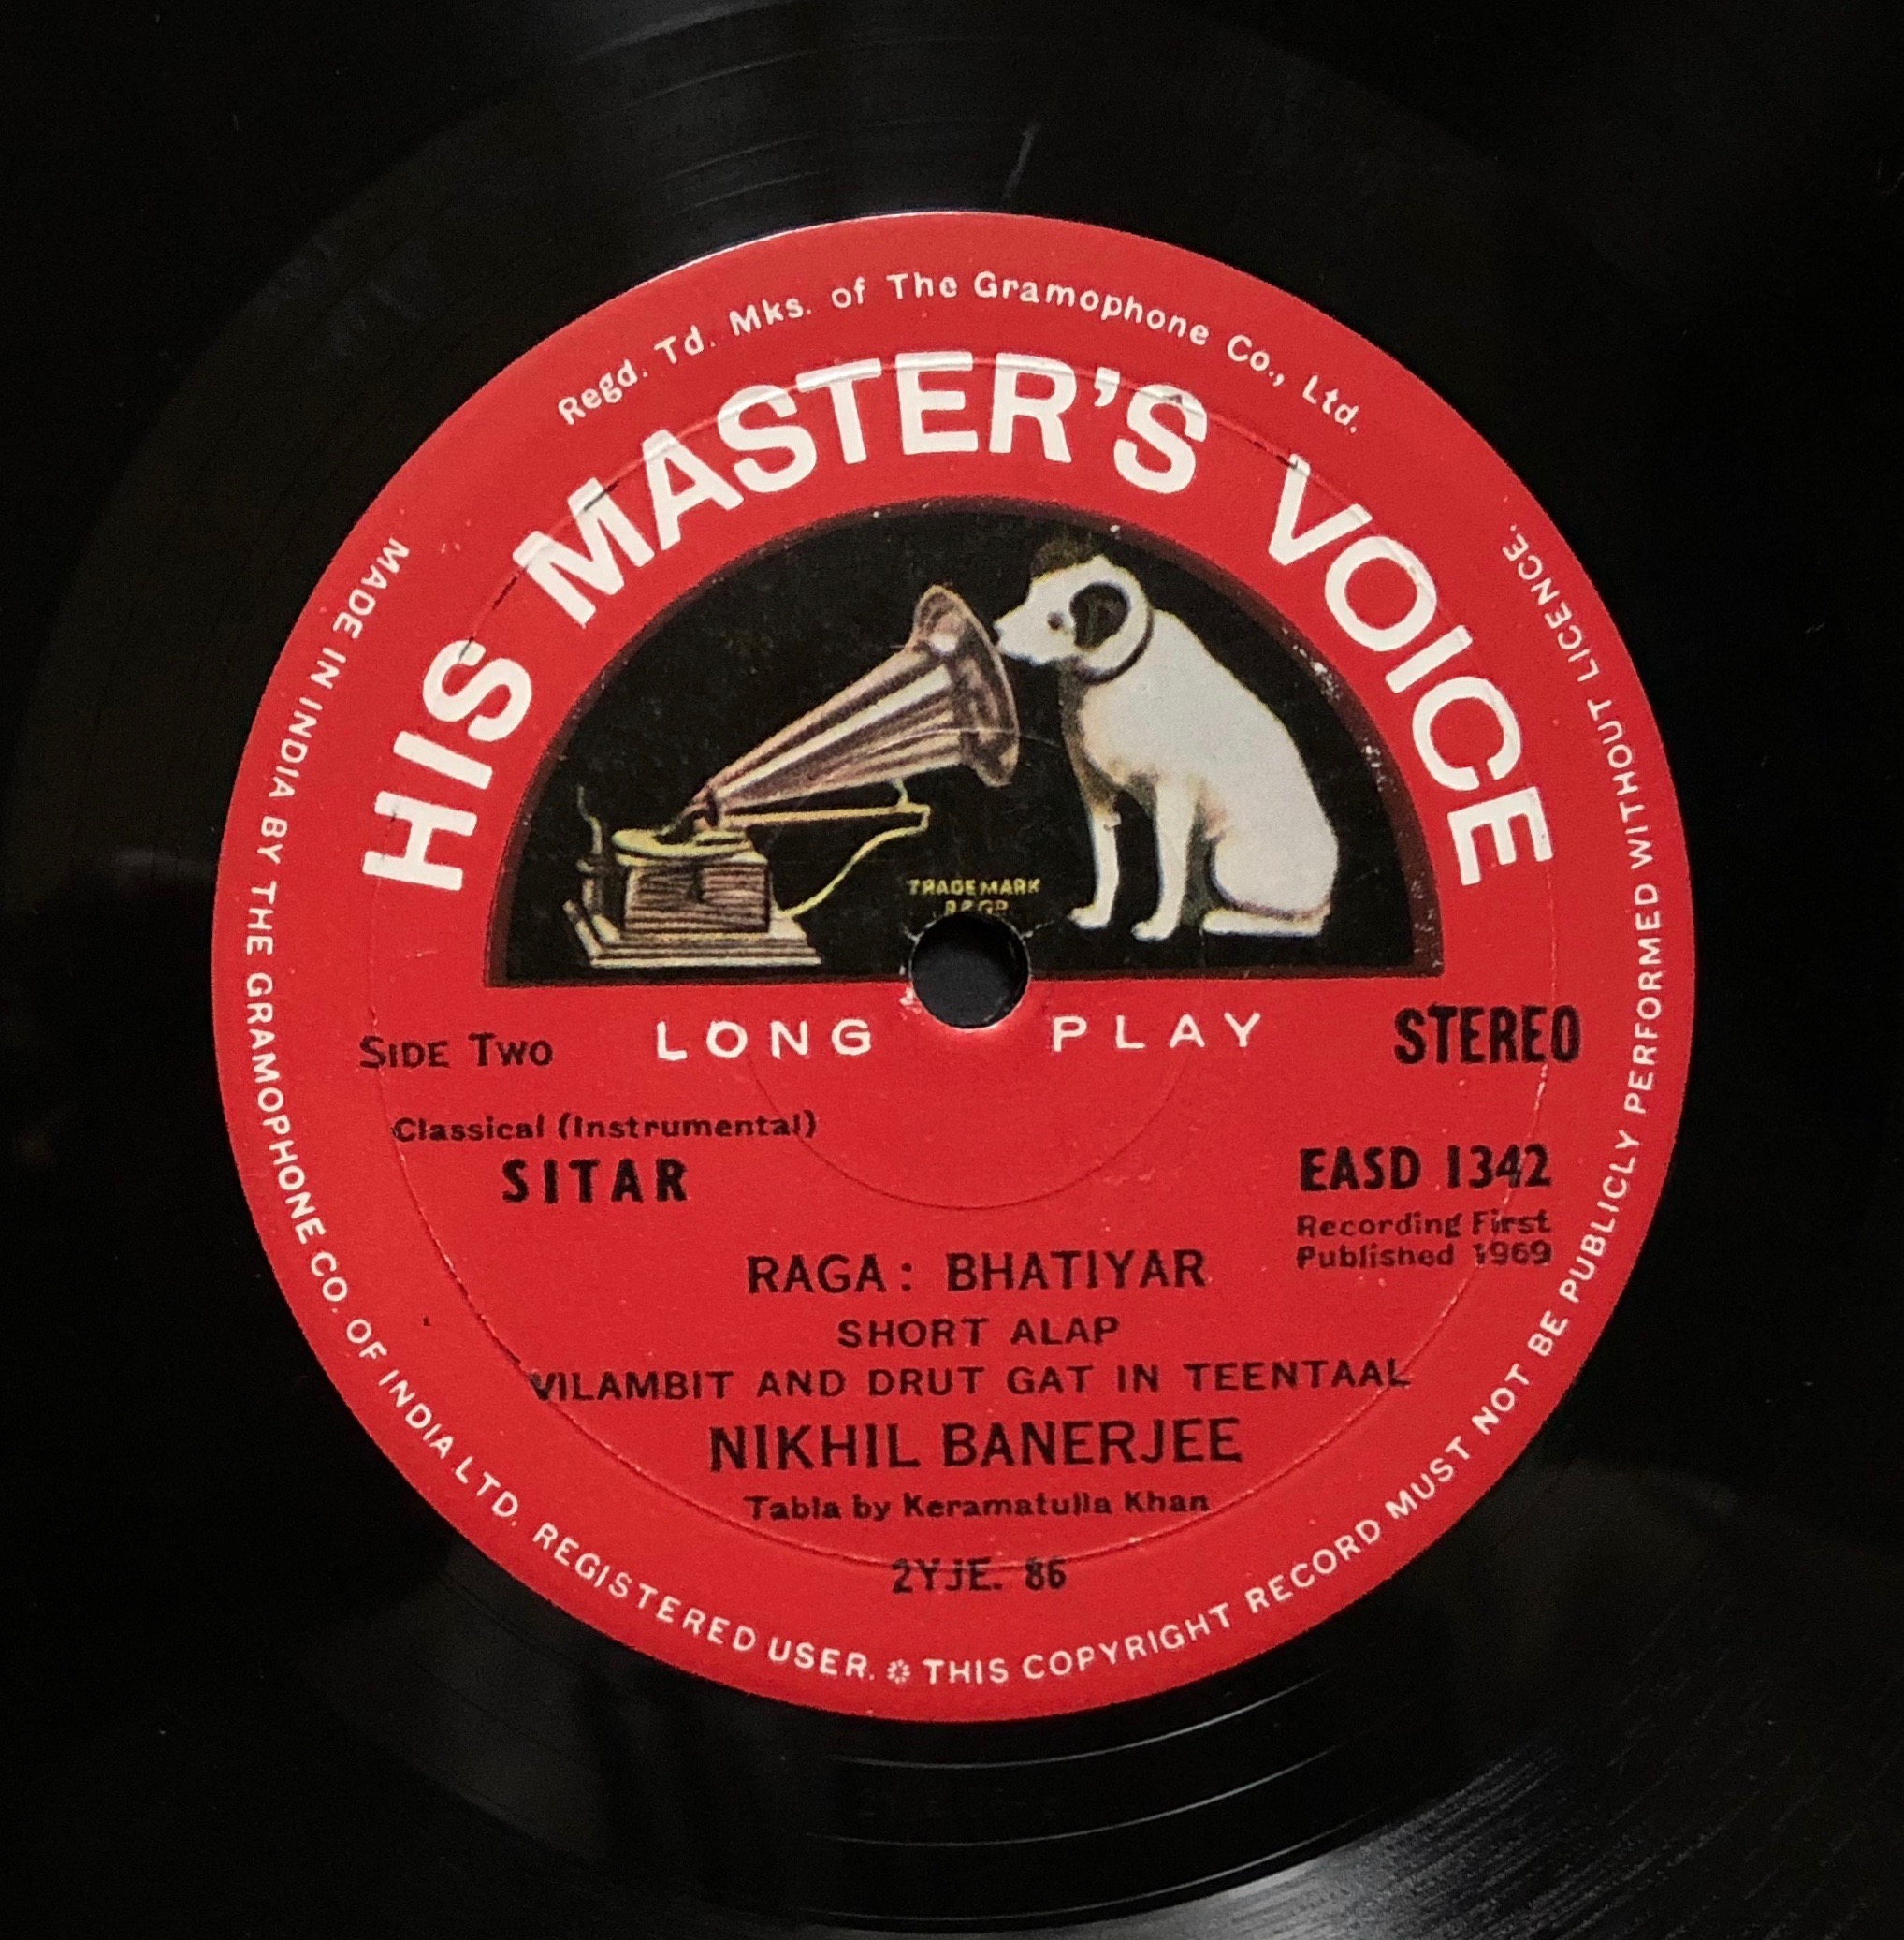 Regd. Td. Mks. of The Gramophone Co., Ltd.
HIS MASTER'S VOICE
TRADE MARK
LONG PLAY
SIDE TWO
STEREO
Classical (Instrumental)
SITAR
EASD 1342
Recording First
Published 1969
RAGA: BHATIYAR
SHORT ALAP
VILAMBIT AND DRUT GAT IN TEENTAAL
NIKHIL BANERJEE
Tabla by Keramatulla Khan
2YJE. 86
MADE IN INDIA BY THE GRAMOPHONE CO. OF INDIA LTD. REGISTERED USER. ❋ THIS COPYRIGHT RECORD MUST NOT BE PUBLICLY PERFORMED WITHOUT LICENCE.